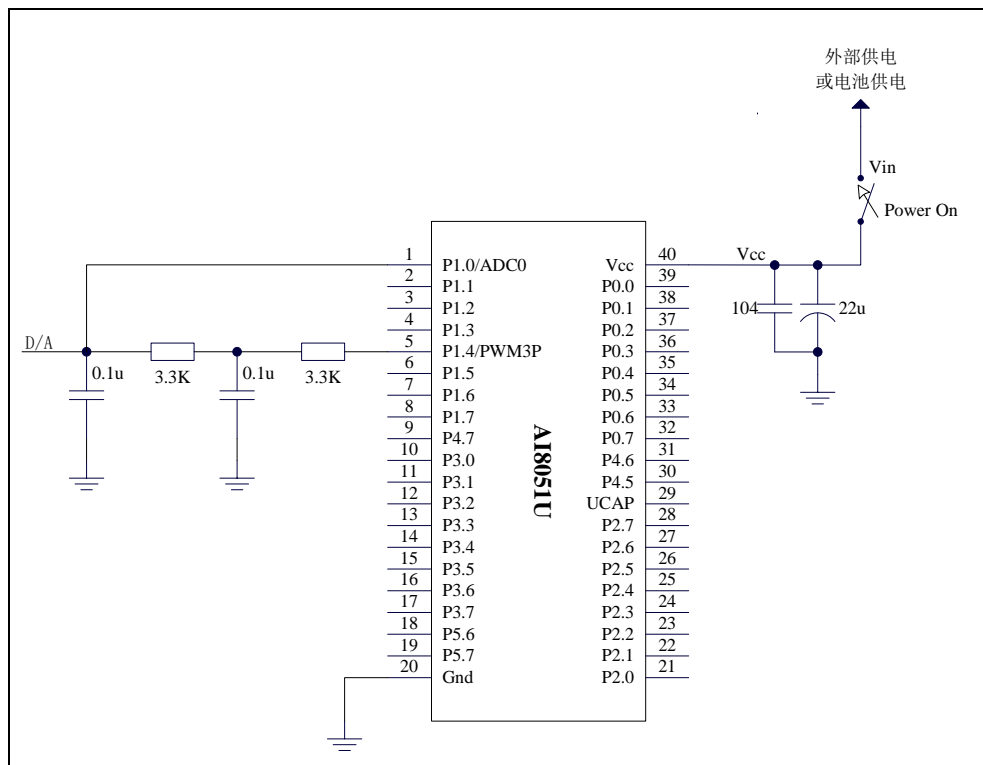 外部供电
或电池供电
Vin
Power On
Vcc
104
22u
D/A
0.1u
3.3K
0.1u
3.3K
AI8051U
1 P1.0/ADC0
2 P1.1
3 P1.2
4 P1.3
5 P1.4/PWM3P
6 P1.5
7 P1.6
8 P1.7
9 P4.7
10 P3.0
11 P3.1
12 P3.2
13 P3.3
14 P3.4
15 P3.5
16 P3.6
17 P3.7
18 P5.6
19 P5.7
20 Gnd
Vcc 40
P0.0 39
P0.1 38
P0.2 37
P0.3 36
P0.4 35
P0.5 34
P0.6 33
P0.7 32
P4.6 31
P4.5 30
UCAP 29
P2.7 28
P2.6 27
P2.5 26
P2.4 25
P2.3 24
P2.2 23
P2.1 22
P2.0 21